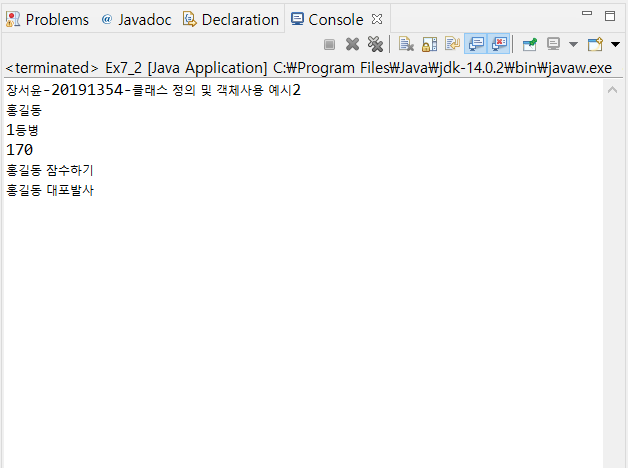 Problems @ Javadoc Declaration Console
<terminated> Ex7_2 [Java Application] C:₩Program Files₩Java₩jdk-14.0.2₩bin₩javaw.exe
장서윤-20191354-클래스 정의 및 객체사용 예시2
홍길동
1등병
170
홍길동 잠수하기
홍길동 대포발사